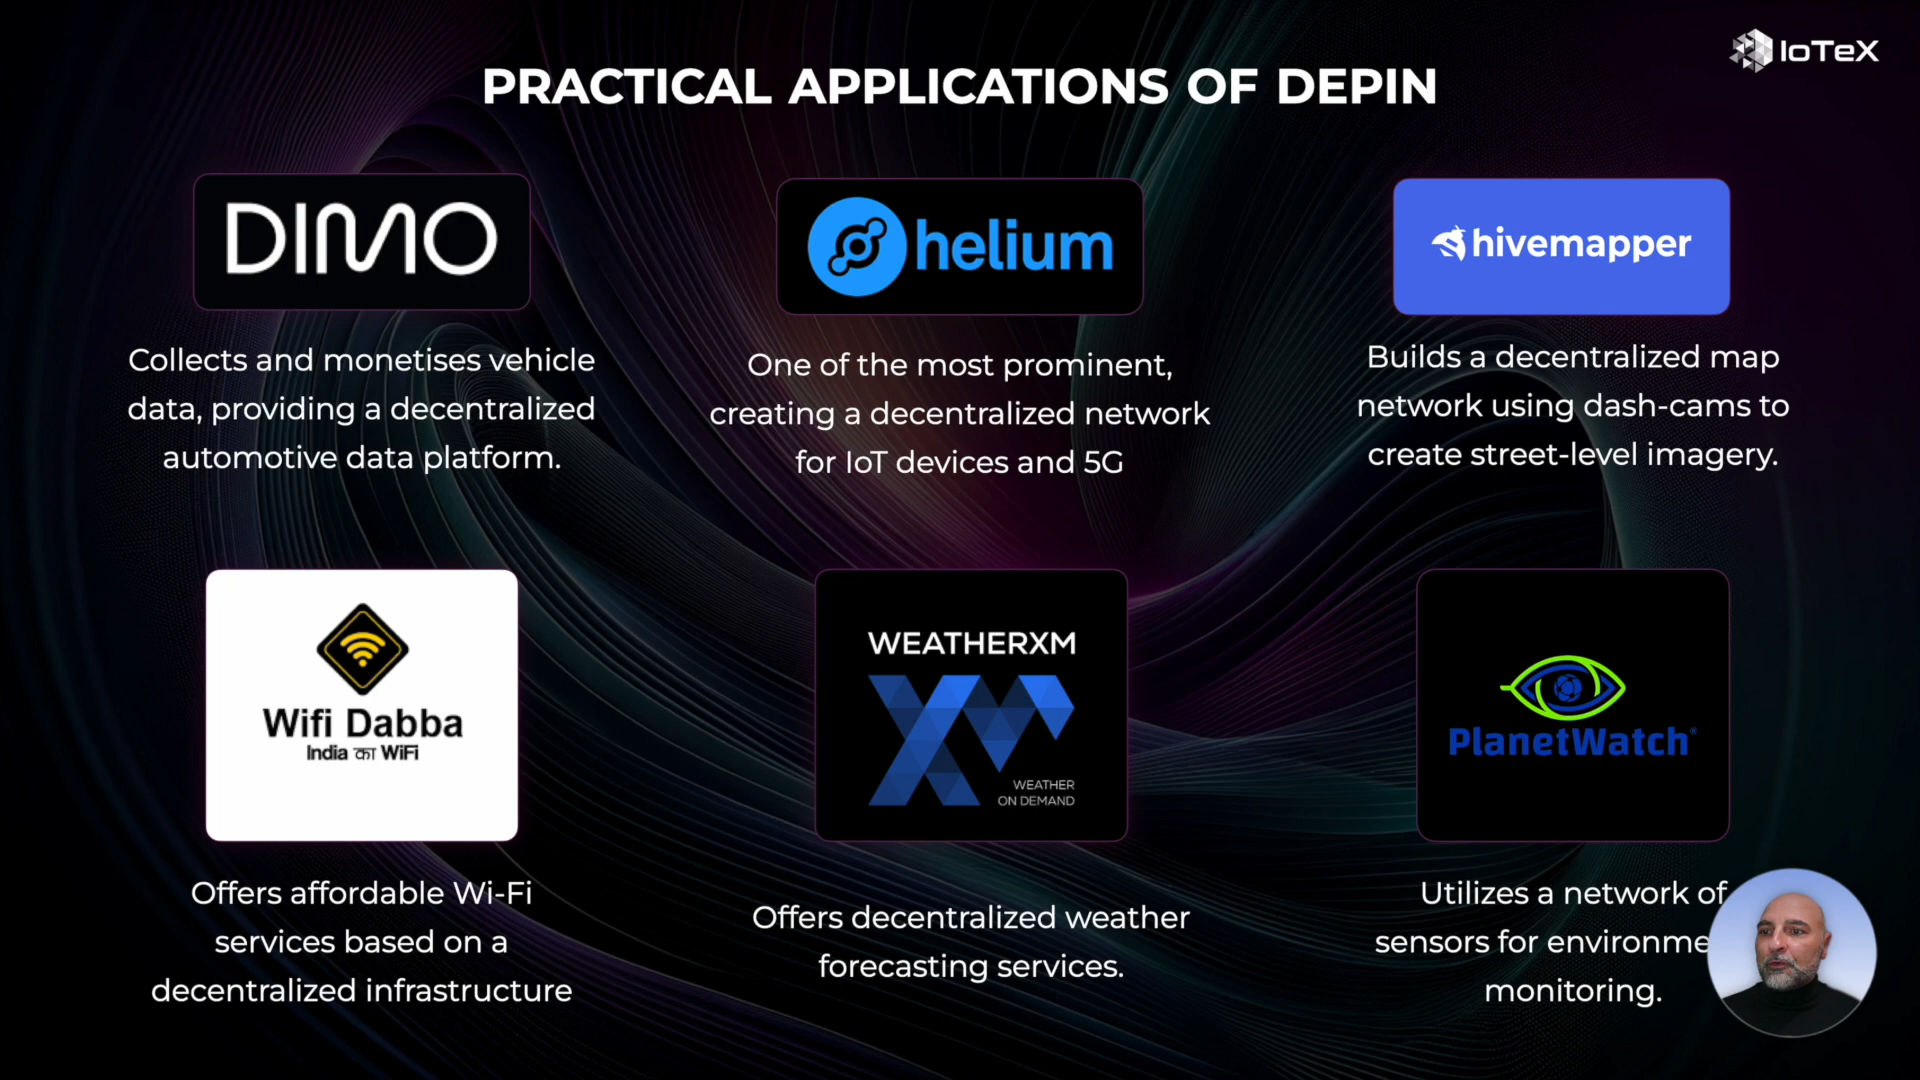 IoTeX
PRACTICAL APPLICATIONS OF DEPIN
DIMO
Collects and monetises vehicle
data, providing a decentralized
automotive data platform.
helium
One of the most prominent,
creating a decentralized network
for IoT devices and 5G
hivemapper
Builds a decentralized map
network using dash-cams to
create street-level imagery.
Wifi Dabba
India का WiFi
Offers affordable Wi-Fi
services based on a
decentralized infrastructure
WEATHERXM
XM
WEATHER
ON DEMAND
Offers decentralized weather
forecasting services.
PlanetWatch®
Utilizes a network of
sensors for environme
monitoring.